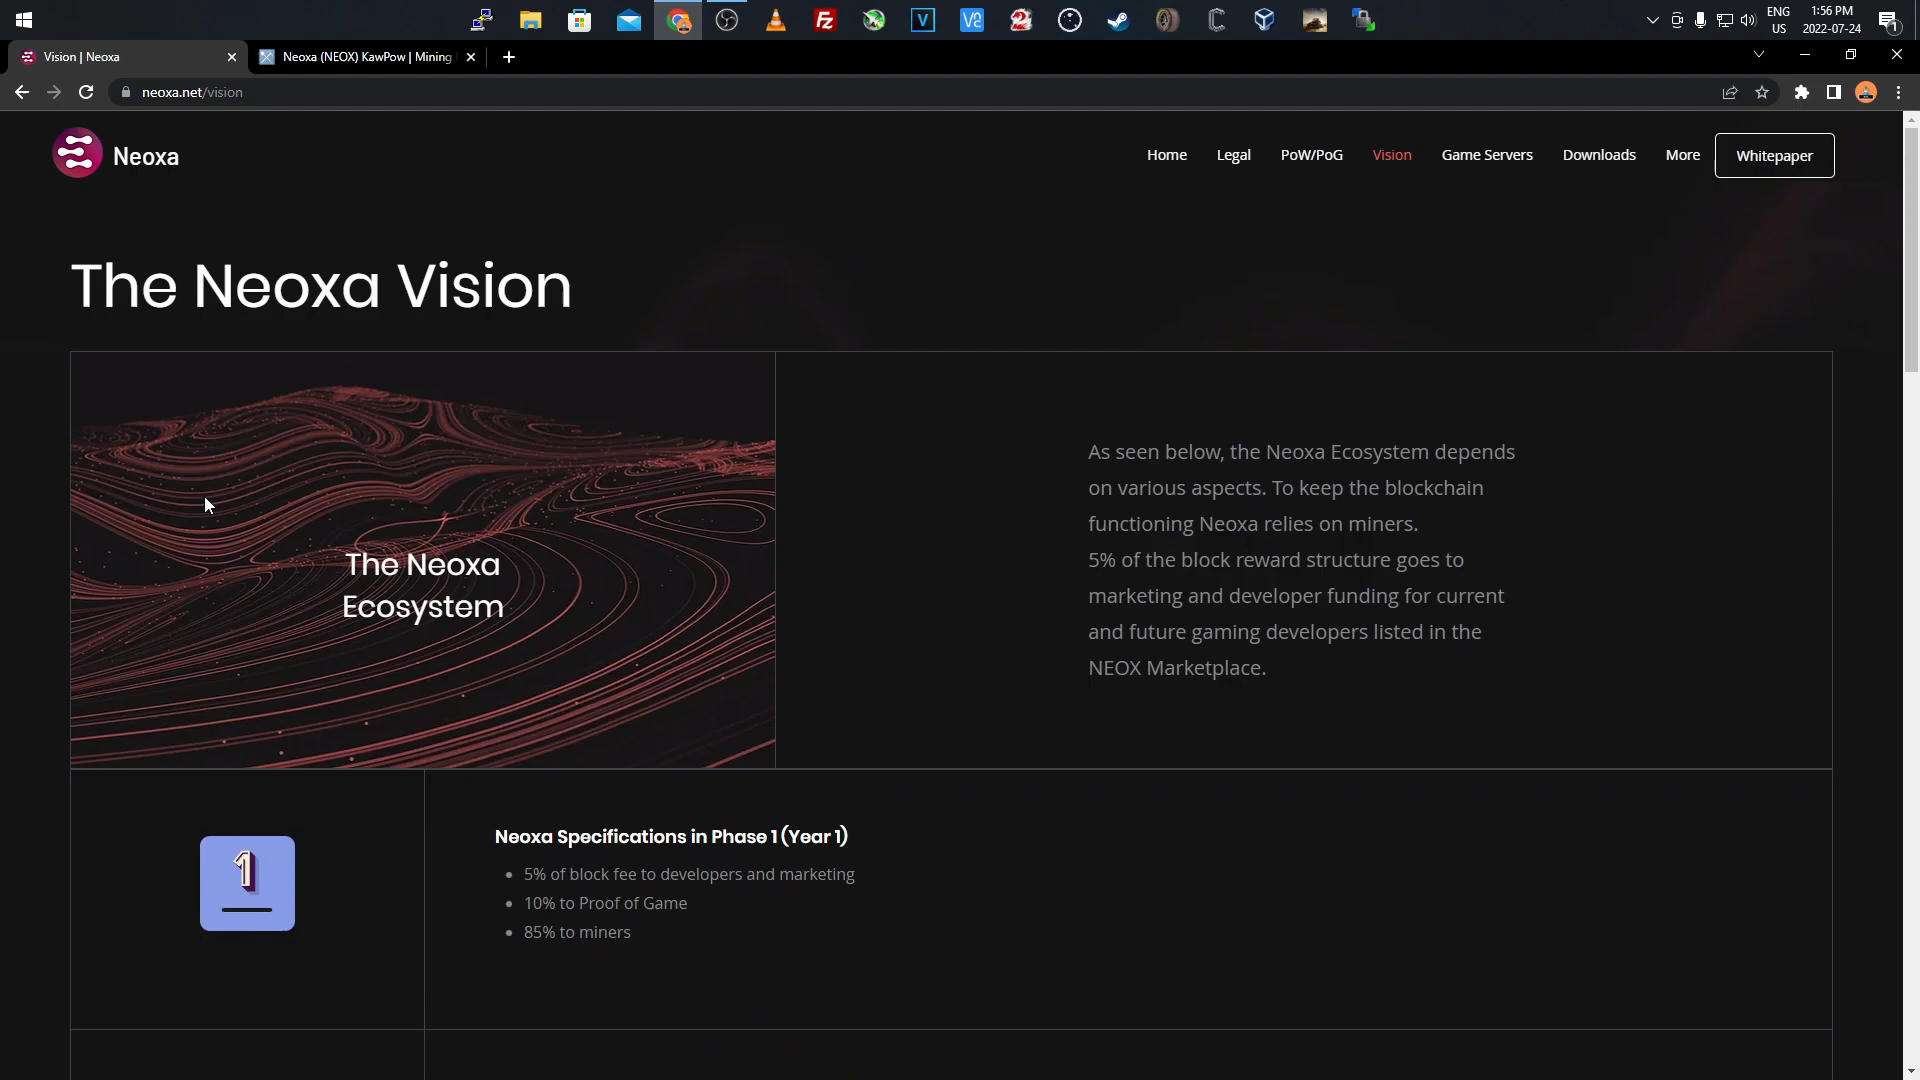 ENG
US
1:56 PM
2022-07-24
1
Vision | Neoxa
Neoxa (NEOX) KawPow | Mining
neoxa.net/vision
Neoxa
Home
Legal
PoW/PoG
Vision
Game Servers
Downloads
More
Whitepaper
The Neoxa Vision
The Neoxa
Ecosystem
As seen below, the Neoxa Ecosystem depends
on various aspects. To keep the blockchain
functioning Neoxa relies on miners.
5% of the block reward structure goes to
marketing and developer funding for current
and future gaming developers listed in the
NEOX Marketplace.
1
Neoxa Specifications in Phase 1 (Year 1)
• 5% of block fee to developers and marketing
• 10% to Proof of Game
• 85% to miners